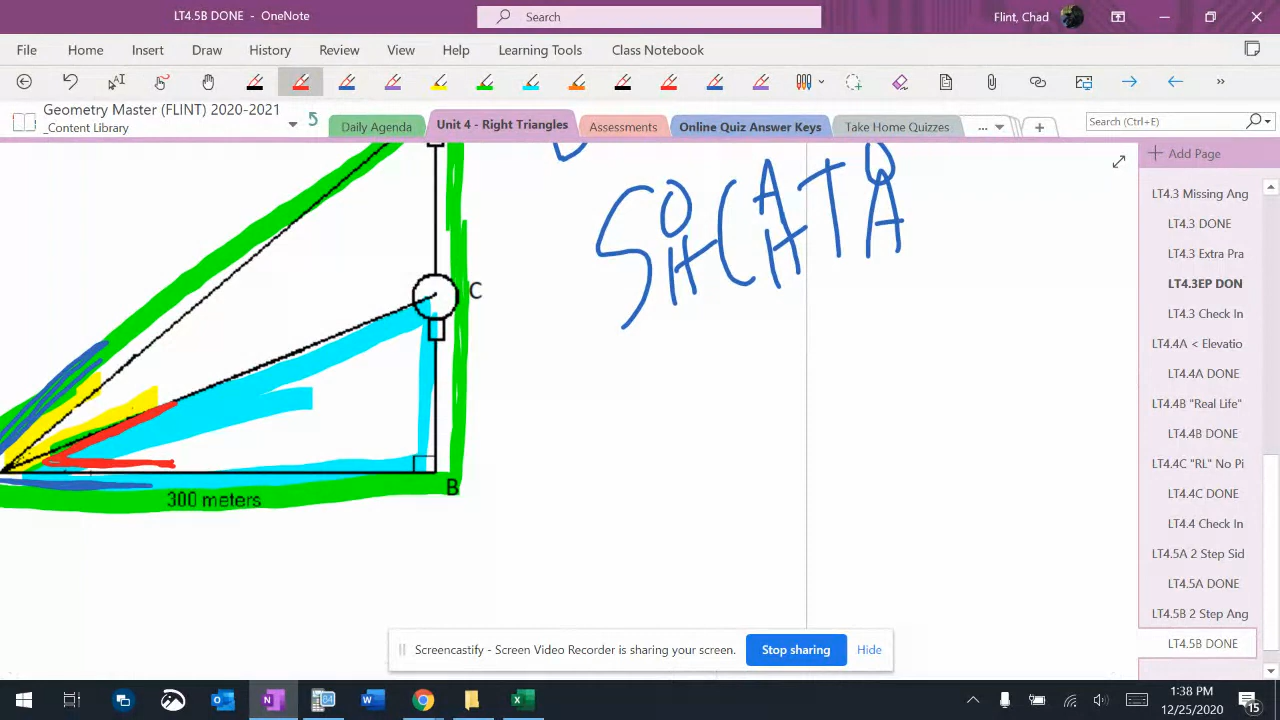 LT4.5B DONE - OneNote
Search
Flint, Chad
File Home Insert Draw History Review View Help Learning Tools Class Notebook
Geometry Master (FLINT) 2020-2021
_Content Library
Daily Agenda
Unit 4 - Right Triangles
Assessments
Online Quiz Answer Keys
Take Home Quizzes
...
Search (Ctrl+E)
Add Page
LT4.3 Missing Ang
LT4.3 DONE
LT4.3 Extra Pra
LT4.3EP DON
LT4.3 Check In
LT4.4A < Elevatio
LT4.4A DONE
LT4.4B "Real Life"
LT4.4B DONE
LT4.4C "RL" No Pi
LT4.4C DONE
LT4.4 Check In
LT4.5A 2 Step Sid
LT4.5A DONE
LT4.5B 2 Step Ang
LT4.5B DONE
S O H C A H T O A
C
B
300 meters
Screencastify - Screen Video Recorder is sharing your screen.
Stop sharing
Hide
1:38 PM
12/25/2020
15